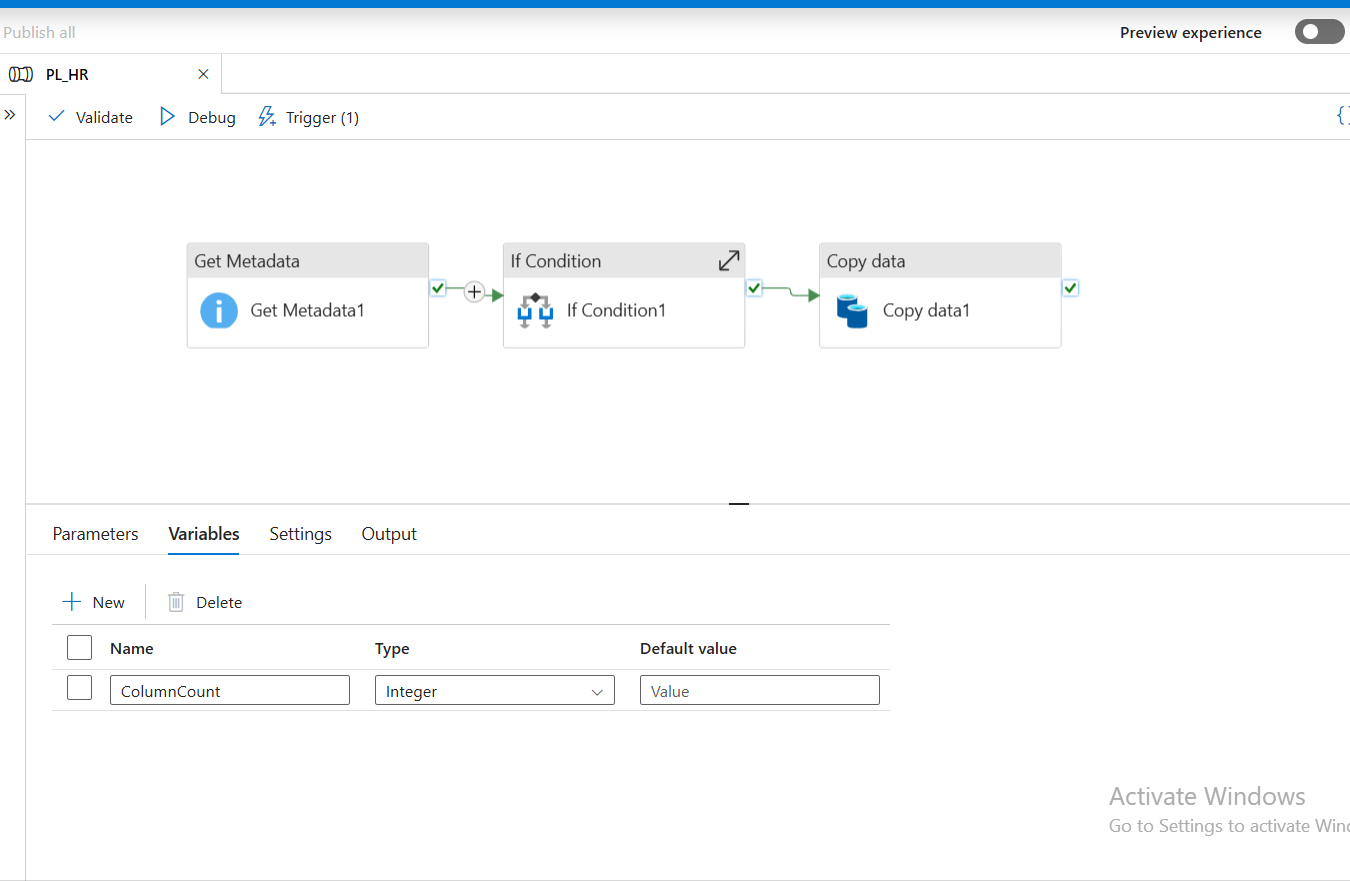 Publish all
Preview experience
PL_HR
Validate
Debug
Trigger (1)
Get Metadata
If Condition
Copy data
Get Metadata1
If Condition1
Copy data1
Parameters
Variables
Settings
Output
New
Delete
Name
Type
Default value
ColumnCount
Integer
Value
Activate Windows
Go to Settings to activate